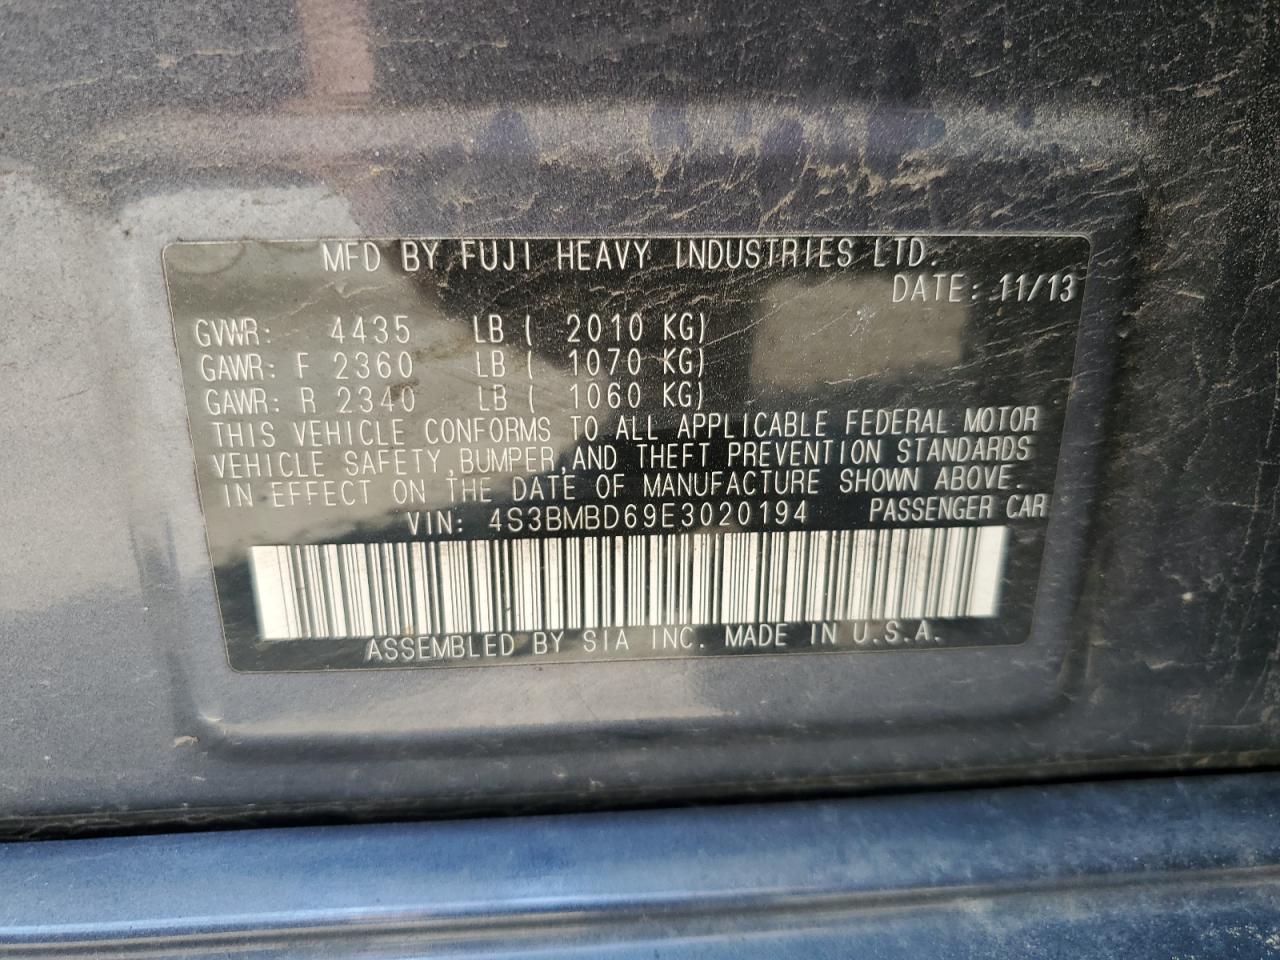 MFD BY FUJI HEAVY INDUSTRIES LTD.
DATE: 11/13
GVWR: 4435 LB ( 2010 KG)
GAWR: F 2360 LB ( 1070 KG)
GAWR: R 2340 LB ( 1060 KG)
THIS VEHICLE CONFORMS TO ALL APPLICABLE FEDERAL MOTOR
VEHICLE SAFETY,BUMPER,AND THEFT PREVENTION STANDARDS
IN EFFECT ON THE DATE OF MANUFACTURE SHOWN ABOVE.
VIN: 4S3BMBD69E3020194 PASSENGER CAR
ASSEMBLED BY SIA INC. MADE IN U.S.A.